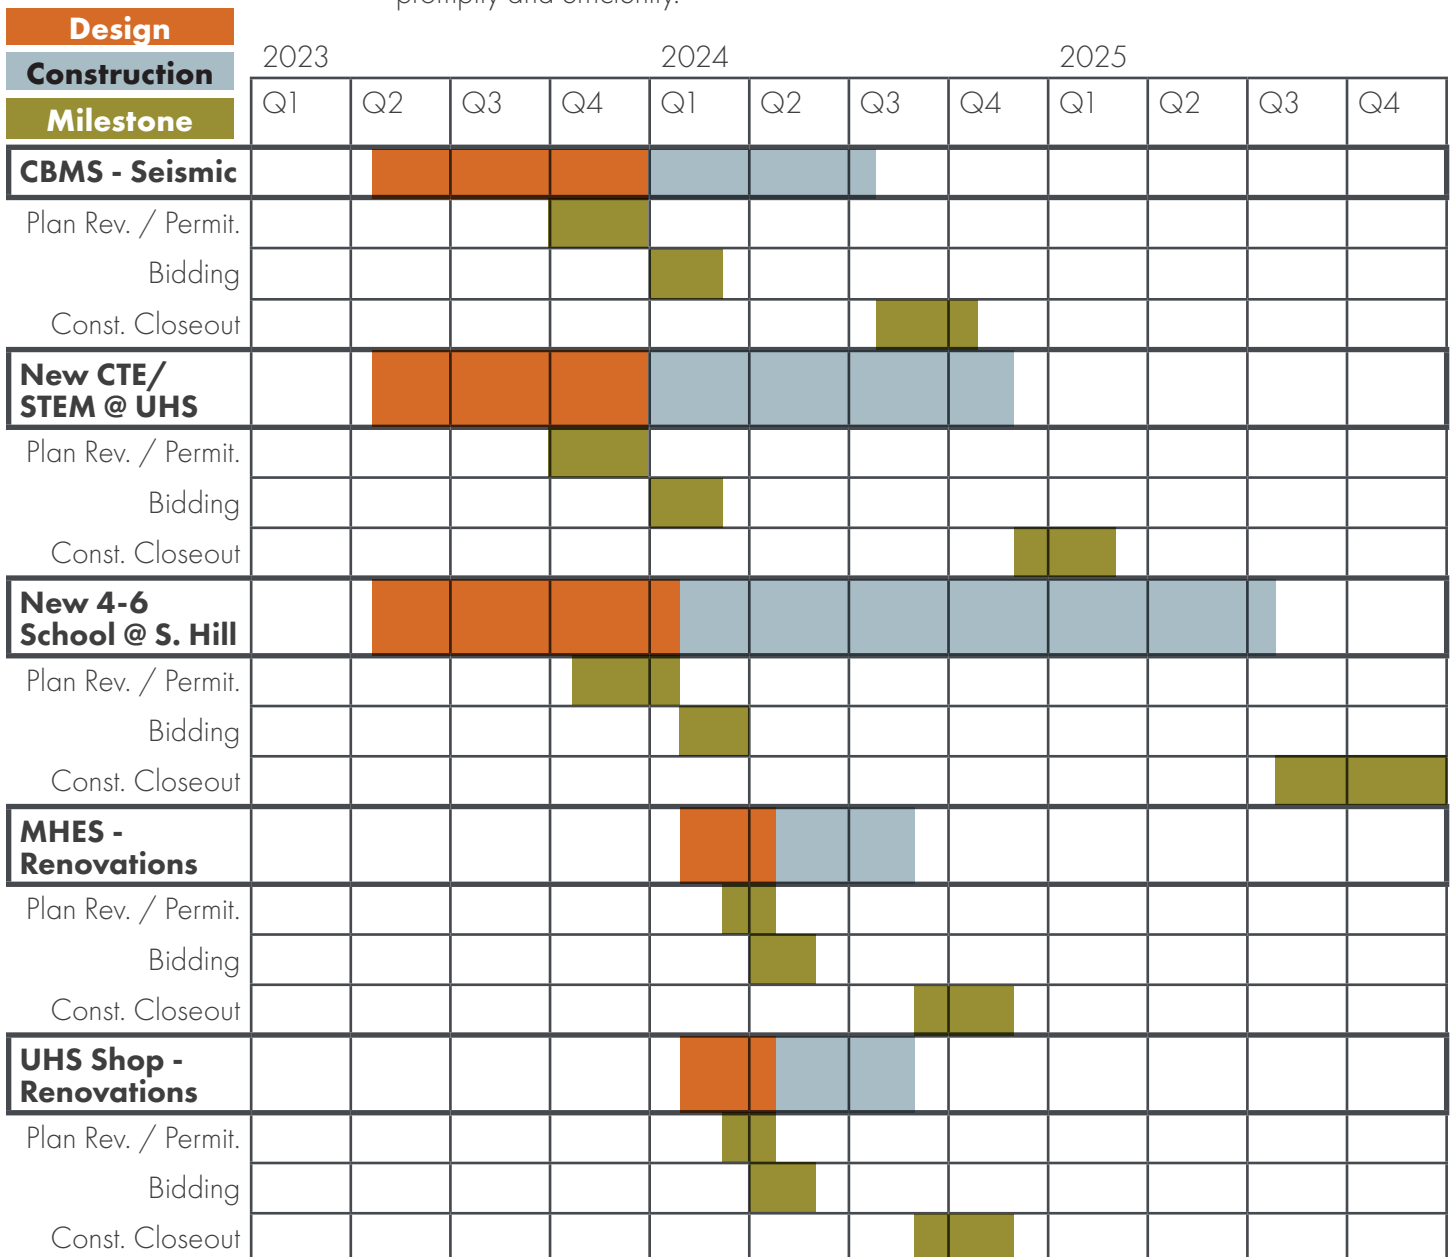 promptly and efficiently.
Design
Construction
Milestone
2023 2024 2025
Q1 Q2 Q3 Q4 Q1 Q2 Q3 Q4 Q1 Q2 Q3 Q4
CBMS - Seismic
Plan Rev. / Permit.
Bidding
Const. Closeout
New CTE/
STEM @ UHS
Plan Rev. / Permit.
Bidding
Const. Closeout
New 4-6
School @ S. Hill
Plan Rev. / Permit.
Bidding
Const. Closeout
MHES -
Renovations
Plan Rev. / Permit.
Bidding
Const. Closeout
UHS Shop -
Renovations
Plan Rev. / Permit.
Bidding
Const. Closeout